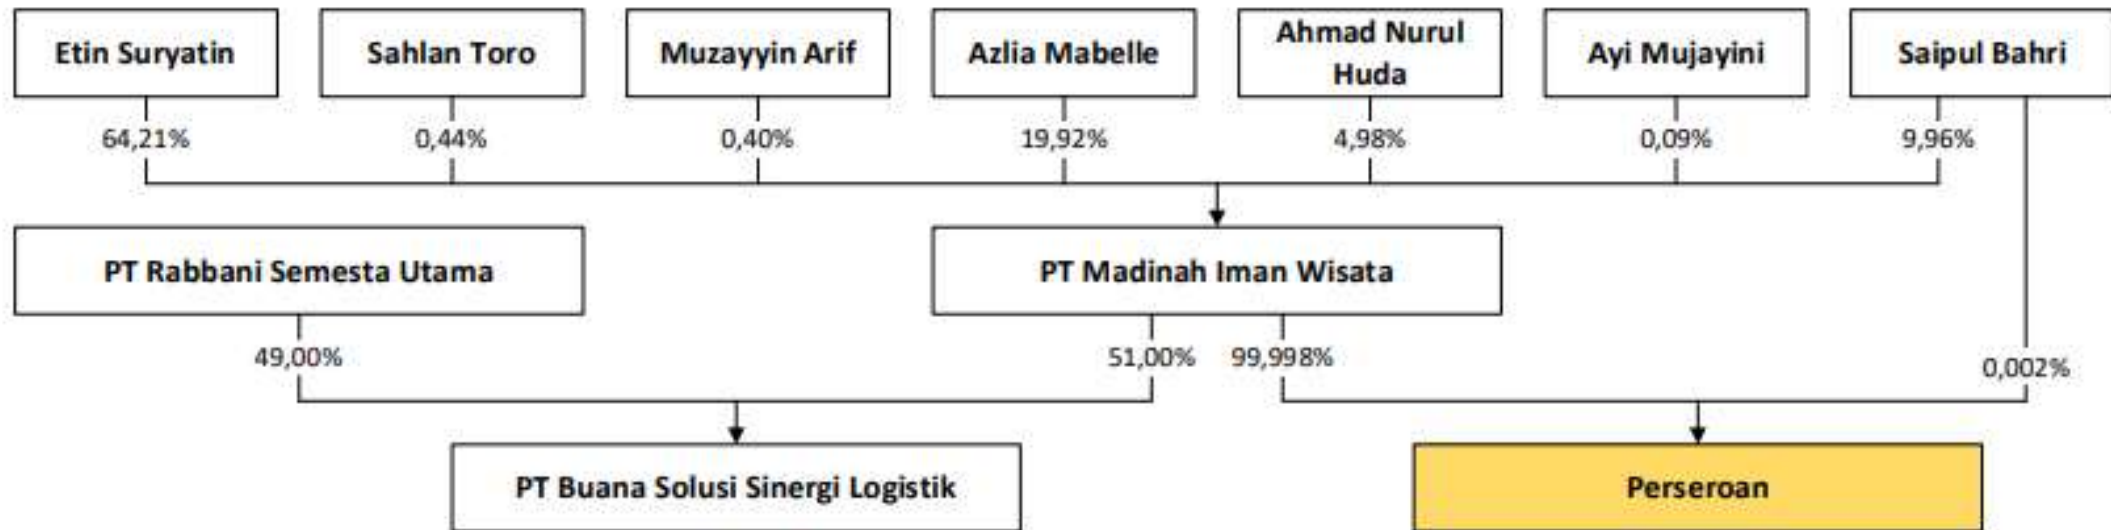 Etin Suryatin
Sahlan Toro
Muzayyin Arif
Azlia Mabelle
Ahmad Nurul
Huda
Ayi Mujayini
Saipul Bahri
64,21%
0,44%
0,40%
19,92%
4,98%
0,09%
9,96%
PT Rabbani Semesta Utama
PT Madinah Iman Wisata
49,00%
51,00%
99,998%
0,002%
PT Buana Solusi Sinergi Logistik
Perseroan